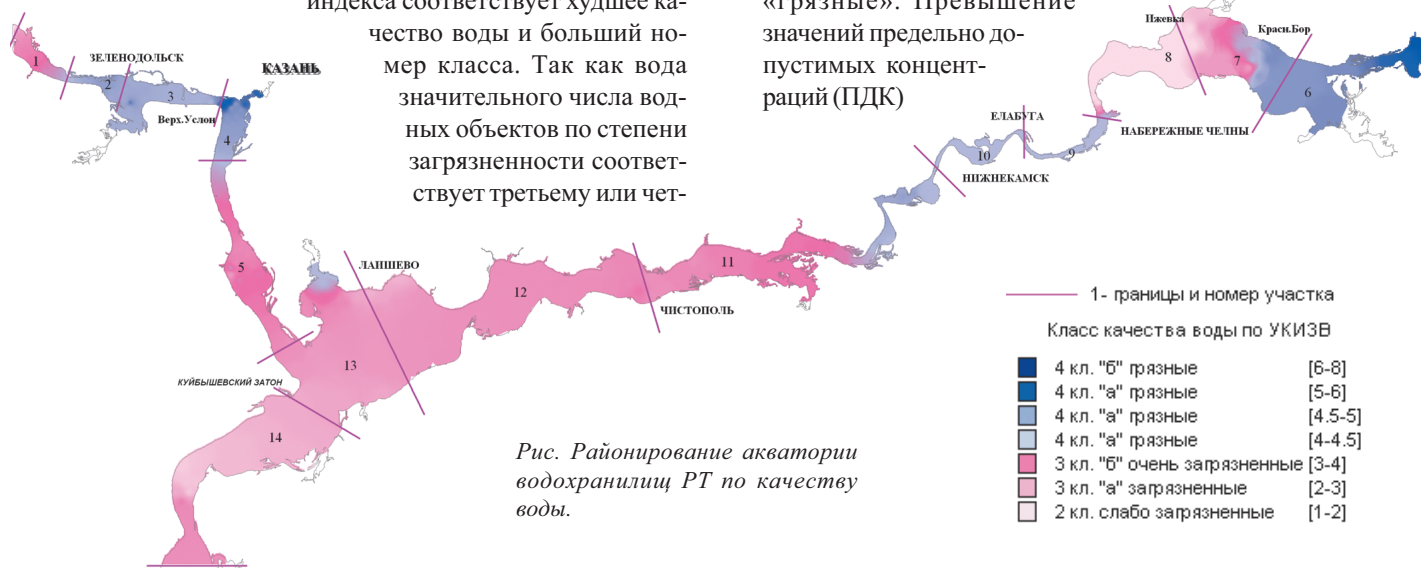 индекса соответствует худшее ка-
чество воды и больший но-
мер класса. Так как вода
значительного числа вод-
ных объектов по степени
загрязненности соответ-
ствует третьему или чет-
«грязные». Превышение
значений предельно до-
пустимых концент-
раций (ПДК)
1
ЗЕЛЕНОДОЛЬСК
2
3
КАЗАНЬ
Верх.Услон
4
5
ЛАИШЕВО
КУЙБЫШЕВСКИЙ ЗАТОН
13
14
12
ЧИСТОПОЛЬ
11
10
НИЖНЕКАМСК
ЕЛАБУГА
9
НАБЕРЕЖНЫЕ ЧЕЛНЫ
8
Ижевка
7
Красн.Бор
6
Рис. Районирование акватории
водохранилищ РТ по качеству
воды.
1- границы и номер участка
Класс качества воды по УКИЗВ
4 кл. "б" грязные [6-8]
4 кл. "а" грязные [5-6]
4 кл. "а" грязные [4.5-5]
4 кл. "а" грязные [4-4.5]
3 кл. "б" очень загрязненные [3-4]
3 кл. "а" загрязненные [2-3]
2 кл. слабо загрязненные [1-2]